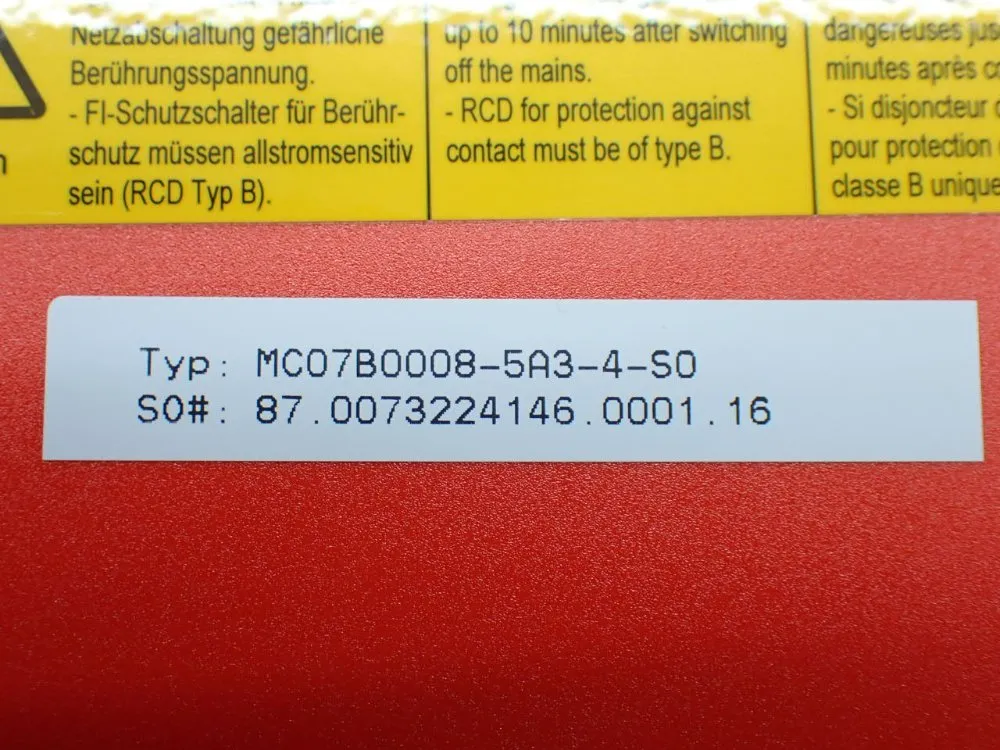 Netzabschaltung gefährliche
Berührungsspannung.
- FI-Schutzschalter für Berühr-
schutz müssen allstromsensitiv
sein (RCD Typ B).
up to 10 minutes after switching
off the mains.
- RCD for protection against
contact must be of type B.
dangereuses jus
minutes après
- Si disjoncteur
pour protection
classe B unique
Typ: MC07B0008-5A3-4-S0
SO#: 87.0073224146.0001.16